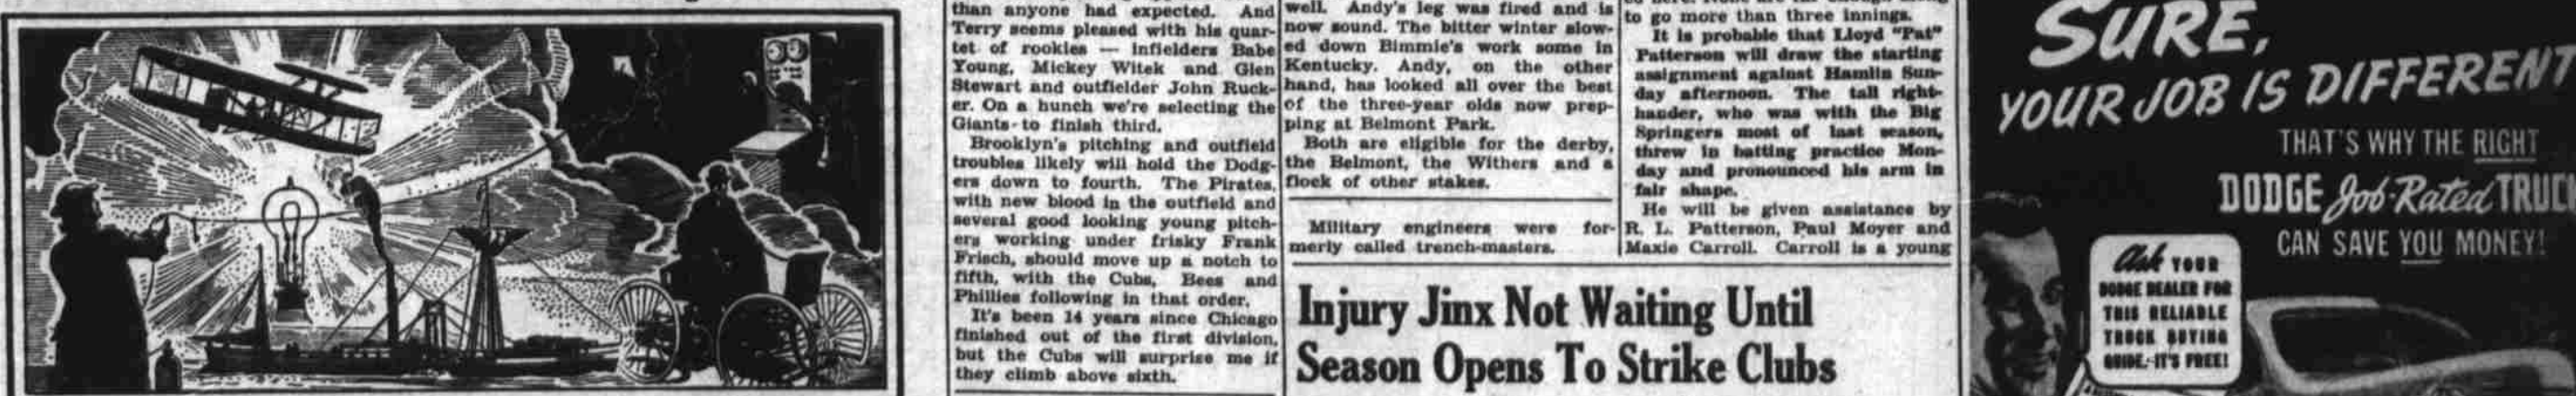 than anyone had expected. And
Terry seems pleased with his quar-
tet of rookies — infielders Babe
Young, Mickey Witek and Glen
Stewart and outfielder John Ruck-
er. On a hunch we're selecting the
Giants to finish third.
Brooklyn's pitching and outfield
troubles likely will hold the Dodg-
ers down to fourth. The Pirates,
with new blood in the outfield and
several good looking young pitch-
ers working under frisky Frank
Frisch, should move up a notch to
fifth, with the Cubs, Bees and
Phillies following in that order.
It's been 14 years since Chicago
finished out of the first division,
but the Cubs will surprise me if
they climb above sixth.
well. Andy's leg was fired and is
now sound. The bitter winter slow-
ed down Bimmie's work some in
Kentucky. Andy, on the other
hand, has looked all over the best
of the three-year olds now prep-
ping at Belmont Park.
Both are eligible for the derby,
the Belmont, the Withers and a
flock of other stakes.
Military engineers were for-
merly called trench-masters.
to go more than three innings.
It is probable that Lloyd "Pat"
Patterson will draw the starting
assignment against Hamlin Sun-
day afternoon. The tall right-
hander, who was with the Big
Springers most of last season,
threw in batting practice Mon-
day and pronounced his arm in
fair shape.
He will be given assistance by
R. L. Patterson, Paul Moyer and
Maxie Carroll. Carroll is a young
Injury Jinx Not Waiting Until
Season Opens To Strike Clubs
SURE,
YOUR JOB IS DIFFERENT
THAT'S WHY THE RIGHT
DODGE Job-Rated TRUC
CAN SAVE YOU MONEY!
Ask YOUR
DODGE DEALER FOR
THIS RELIABLE
TRUCK BUYING
GUIDE.-IT'S FREE!